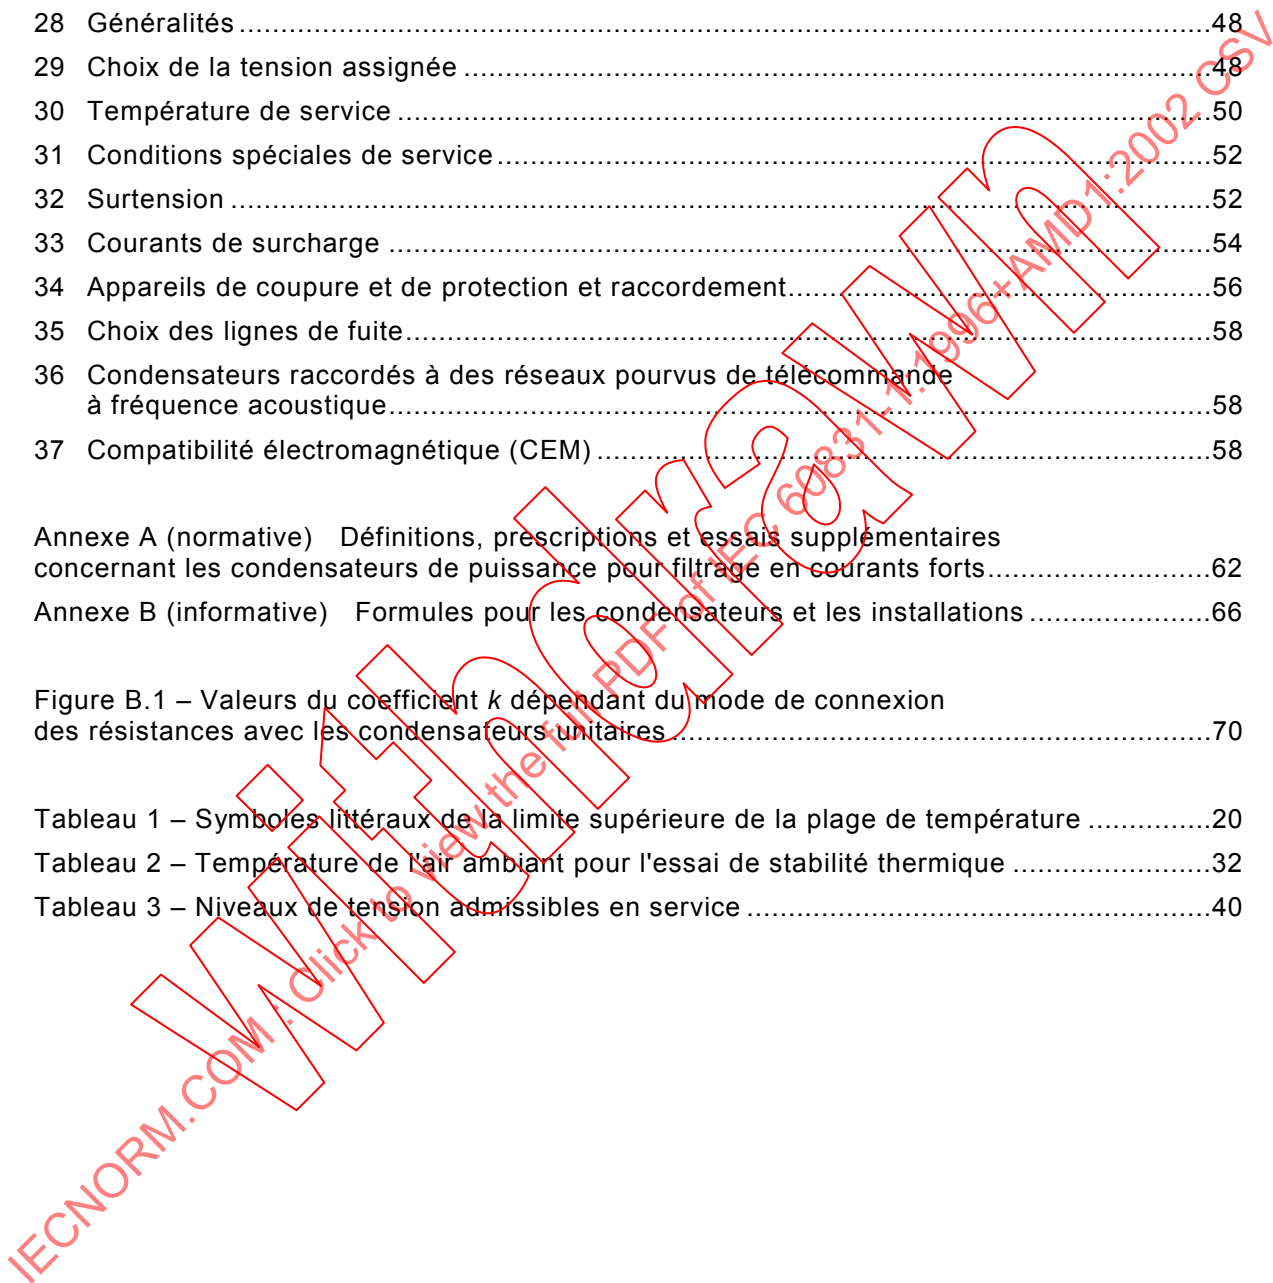 28 Généralités ........ 48
29 Choix de la tension assignée ........ 48
30 Température de service ........ 50
31 Conditions spéciales de service ........ 52
32 Surtension ........ 52
33 Courants de surcharge ........ 54
34 Appareils de coupure et de protection et raccordement ........ 56
35 Choix des lignes de fuite ........ 58
36 Condensateurs raccordés à des réseaux pourvus de télécommande
à fréquence acoustique ........ 58
37 Compatibilité électromagnétique (CEM) ........ 58
Annexe A (normative) Définitions, prescriptions et essais supplémentaires
concernant les condensateurs de puissance pour filtrage en courants forts ........ 62
Annexe B (informative) Formules pour les condensateurs et les installations ........ 66
Figure B.1 – Valeurs du coefficient k dépendant du mode de connexion
des résistances avec les condensateurs unitaires ........ 70
Tableau 1 – Symboles littéraux de la limite supérieure de la plage de température ........ 20
Tableau 2 – Température de l'air ambiant pour l'essai de stabilité thermique ........ 32
Tableau 3 – Niveaux de tension admissibles en service ........ 40
IECNORM.COM : Click to view the full PDF of IEC 60831-1:1996+AMD1:2002 CSV
withdrawn